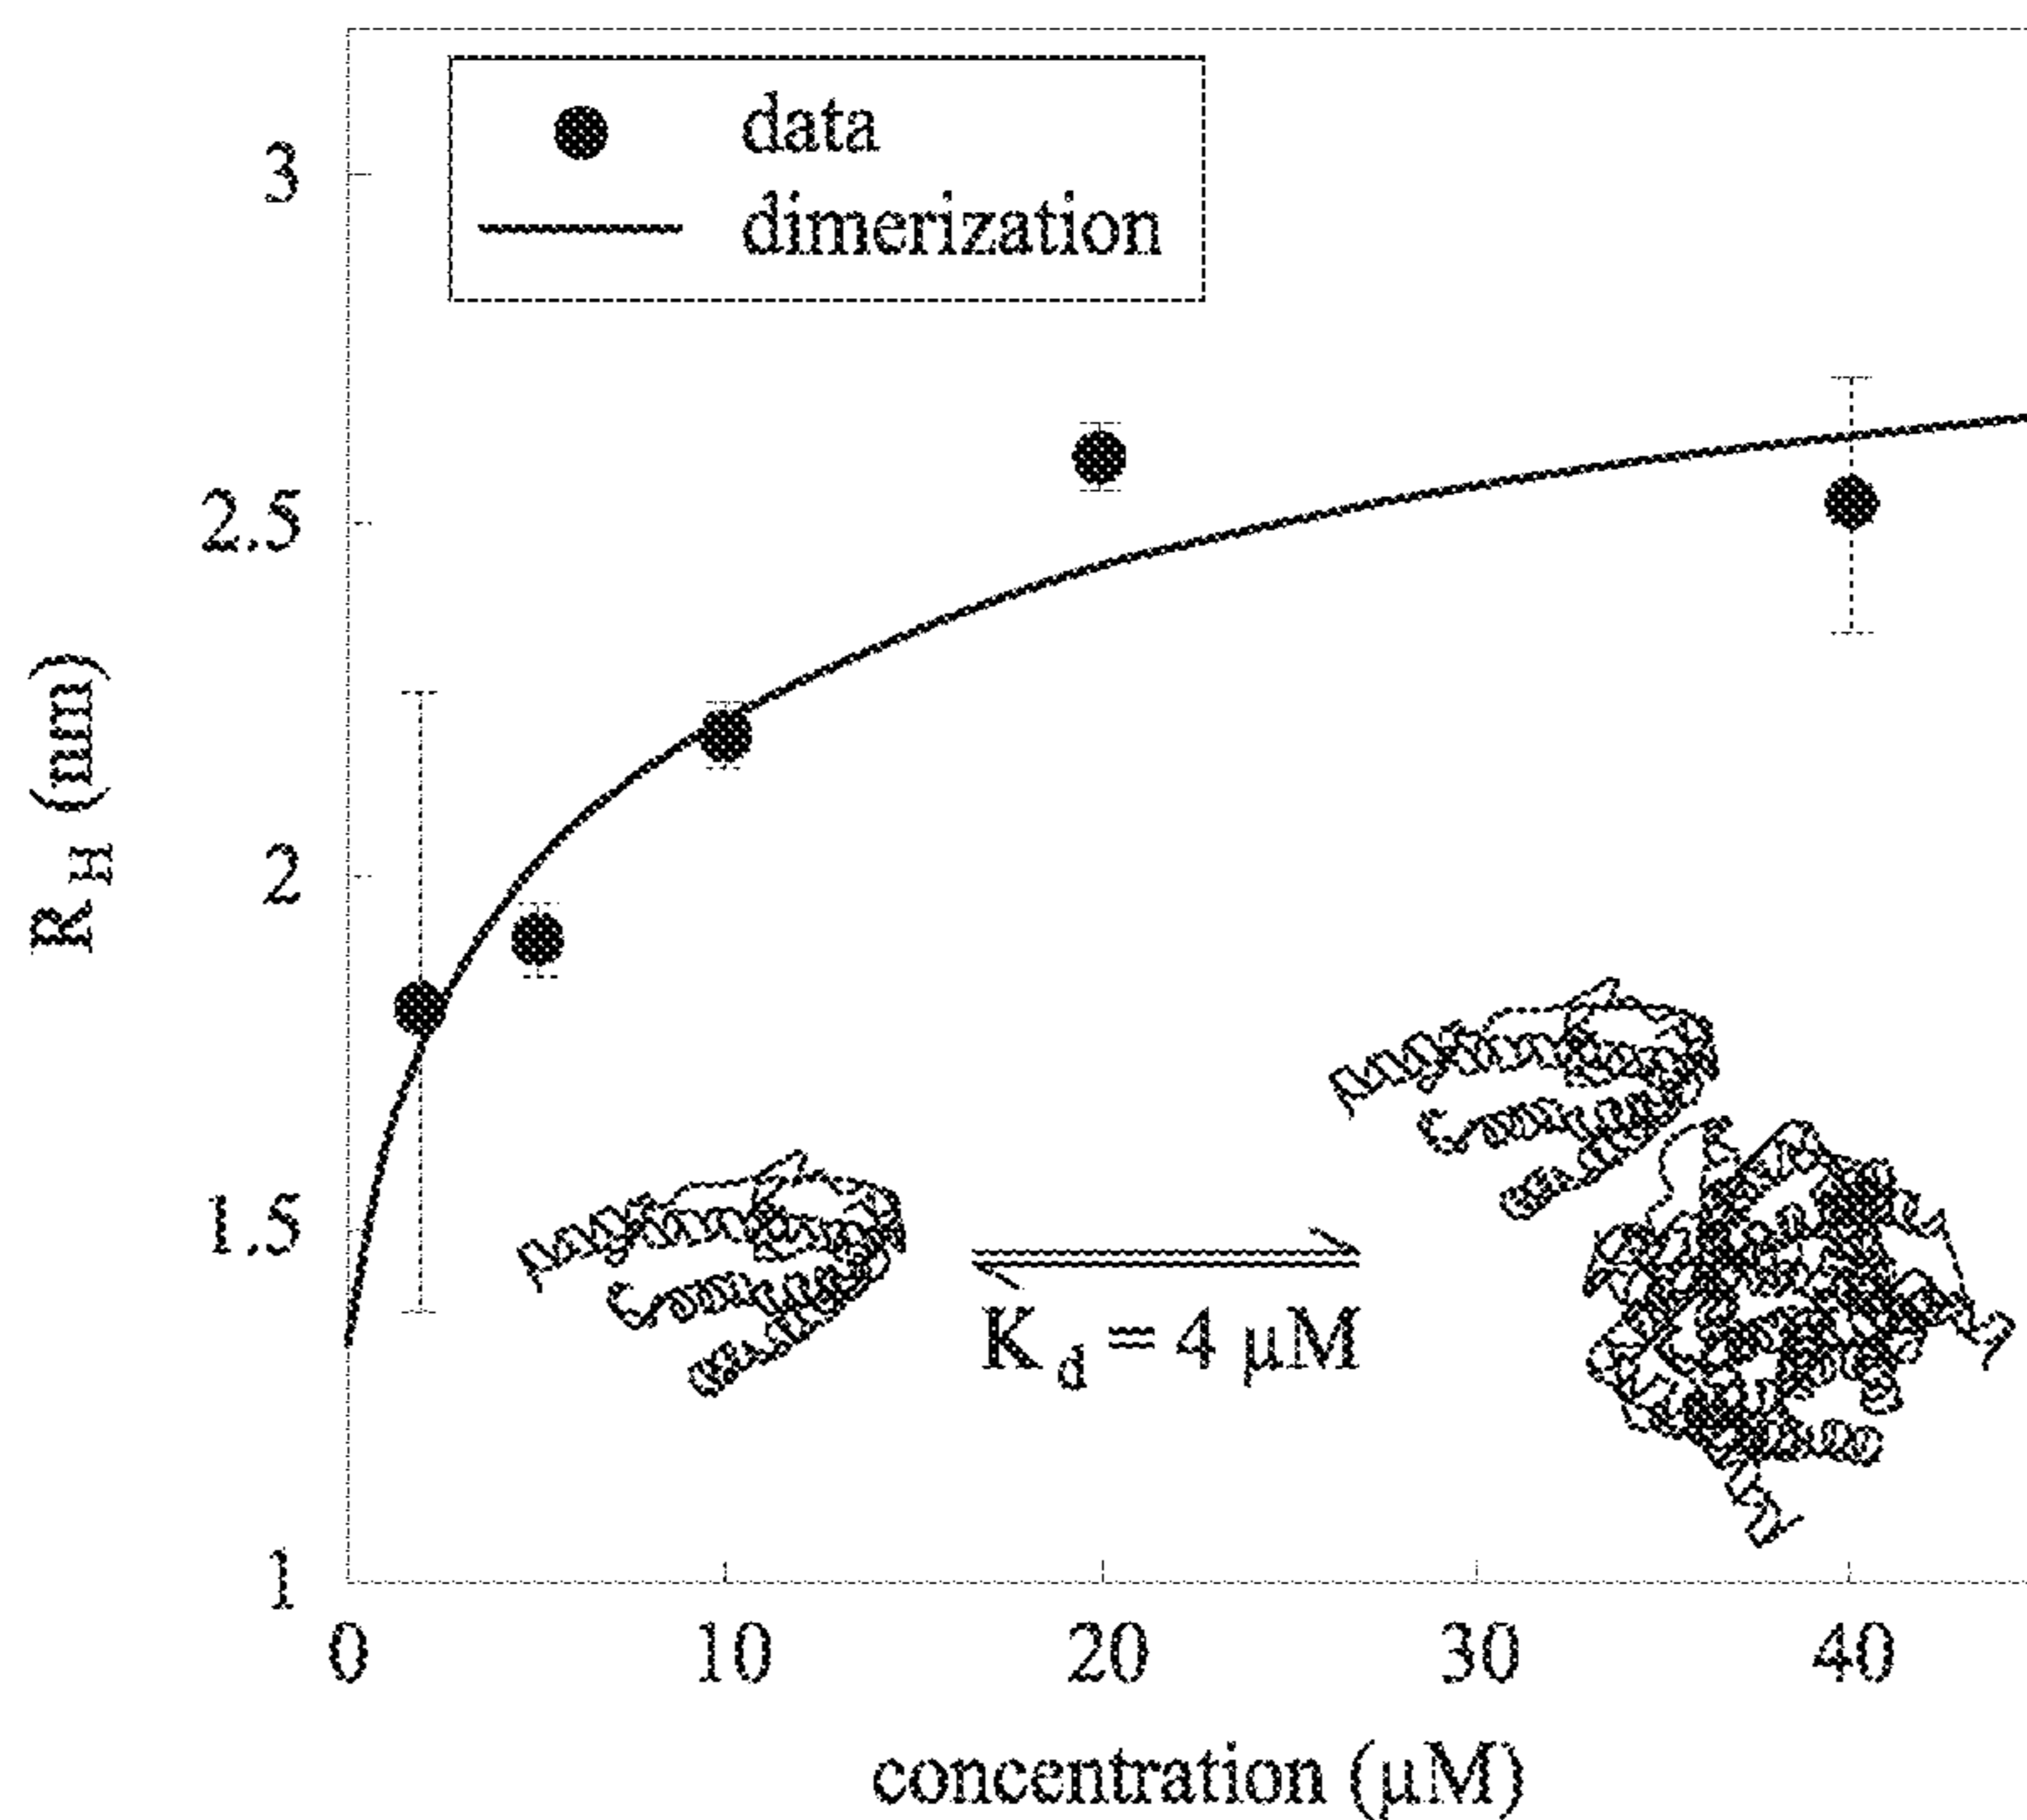 data
dimerization
3
2.5
2
1.5
1
R H (nm)
K d = 4 μM
0 10 20 30 40
concentration (μM)